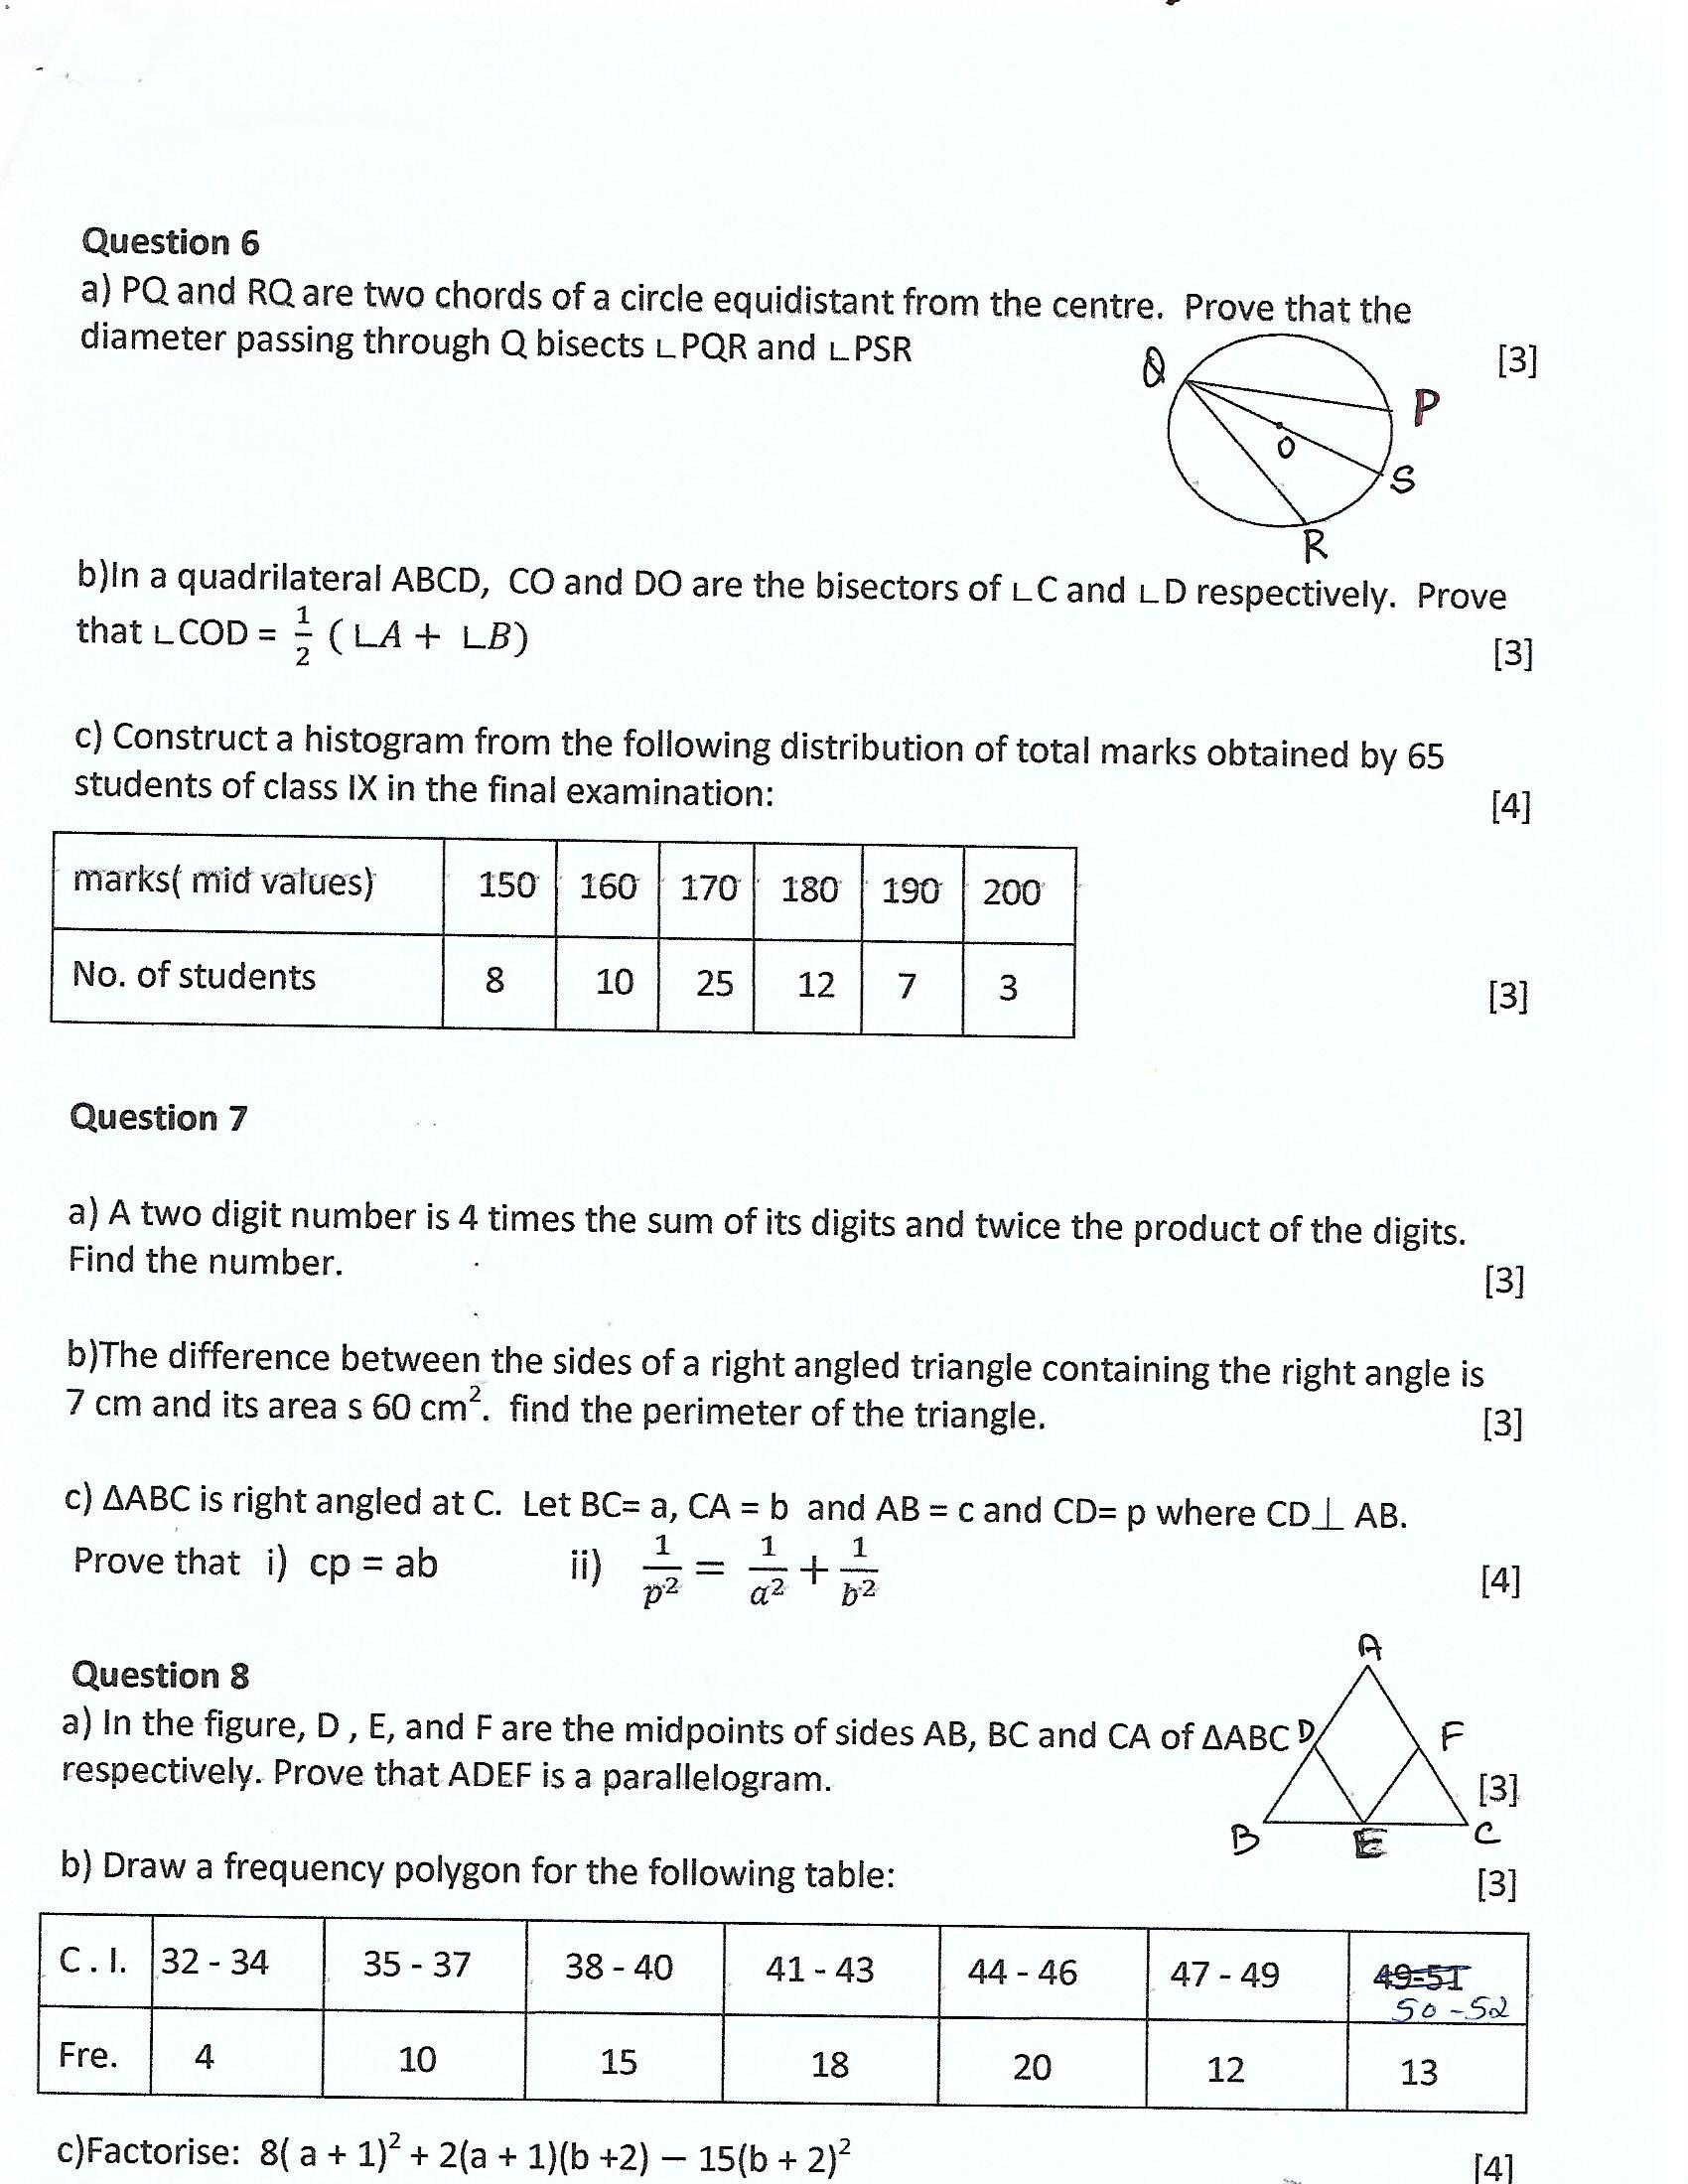 Question 6
a) PQ and RQ are two chords of a circle equidistant from the centre. Prove that the
diameter passing through Q bisects ∟PQR and ∟PSR [3]
Q
P
O
S
R
b)In a quadrilateral ABCD, CO and DO are the bisectors of ∟C and ∟D respectively. Prove
that ∟COD = 1/2 (∟A + ∟B) [3]
c) Construct a histogram from the following distribution of total marks obtained by 65
students of class IX in the final examination: [4]
marks( mid values) 150 160 170 180 190 200
No. of students 8 10 25 12 7 3 [3]
Question 7
a) A two digit number is 4 times the sum of its digits and twice the product of the digits.
Find the number. [3]
b)The difference between the sides of a right angled triangle containing the right angle is
7 cm and its area s 60 cm². find the perimeter of the triangle. [3]
c) ΔABC is right angled at C. Let BC= a, CA = b and AB = c and CD= p where CD⊥ AB.
Prove that i) cp = ab ii) 1/p² = 1/a² + 1/b² [4]
Question 8
a) In the figure, D , E, and F are the midpoints of sides AB, BC and CA of ΔABC
respectively. Prove that ADEF is a parallelogram. [3]
A
D
F
B
E
C
b) Draw a frequency polygon for the following table: [3]
C . I. 32 - 34 35 - 37 38 - 40 41 - 43 44 - 46 47 - 49 49-51
50 - 52
Fre. 4 10 15 18 20 12 13
c)Factorise: 8( a + 1)² + 2(a + 1)(b +2) – 15(b + 2)² [4]